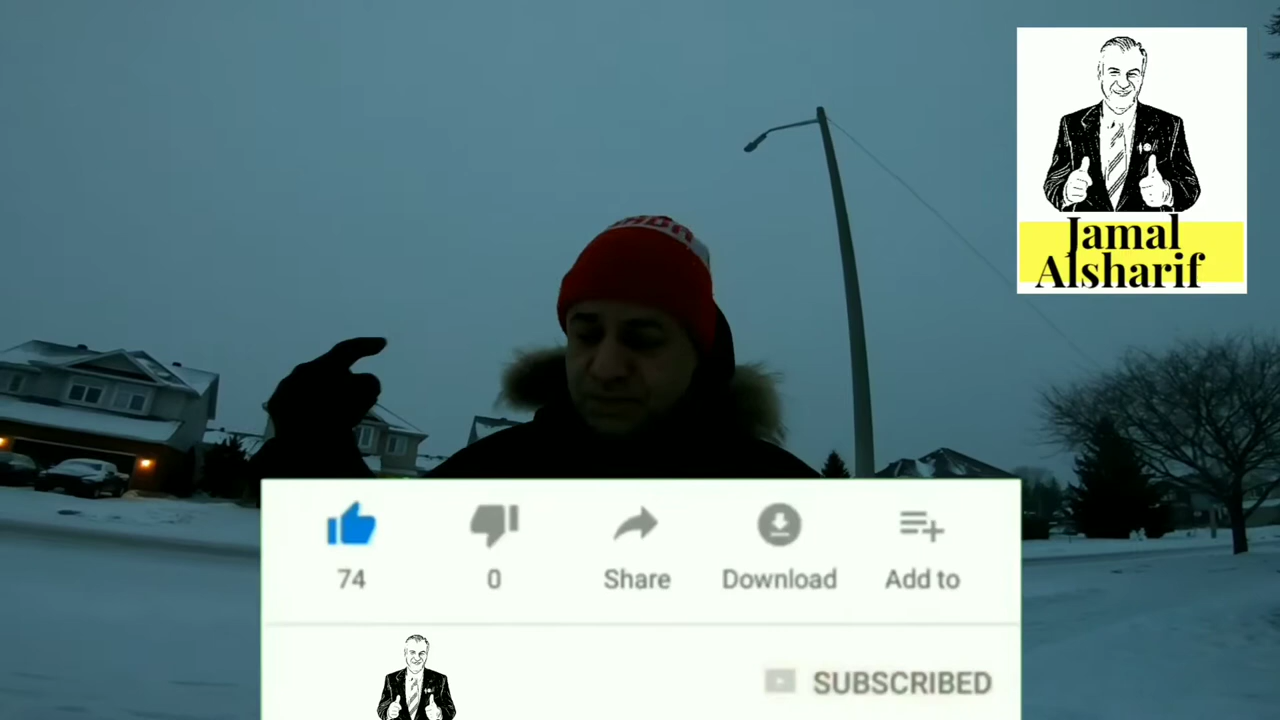 Jamal
Alsharif
74
0
Share
Download
Add to
SUBSCRIBED